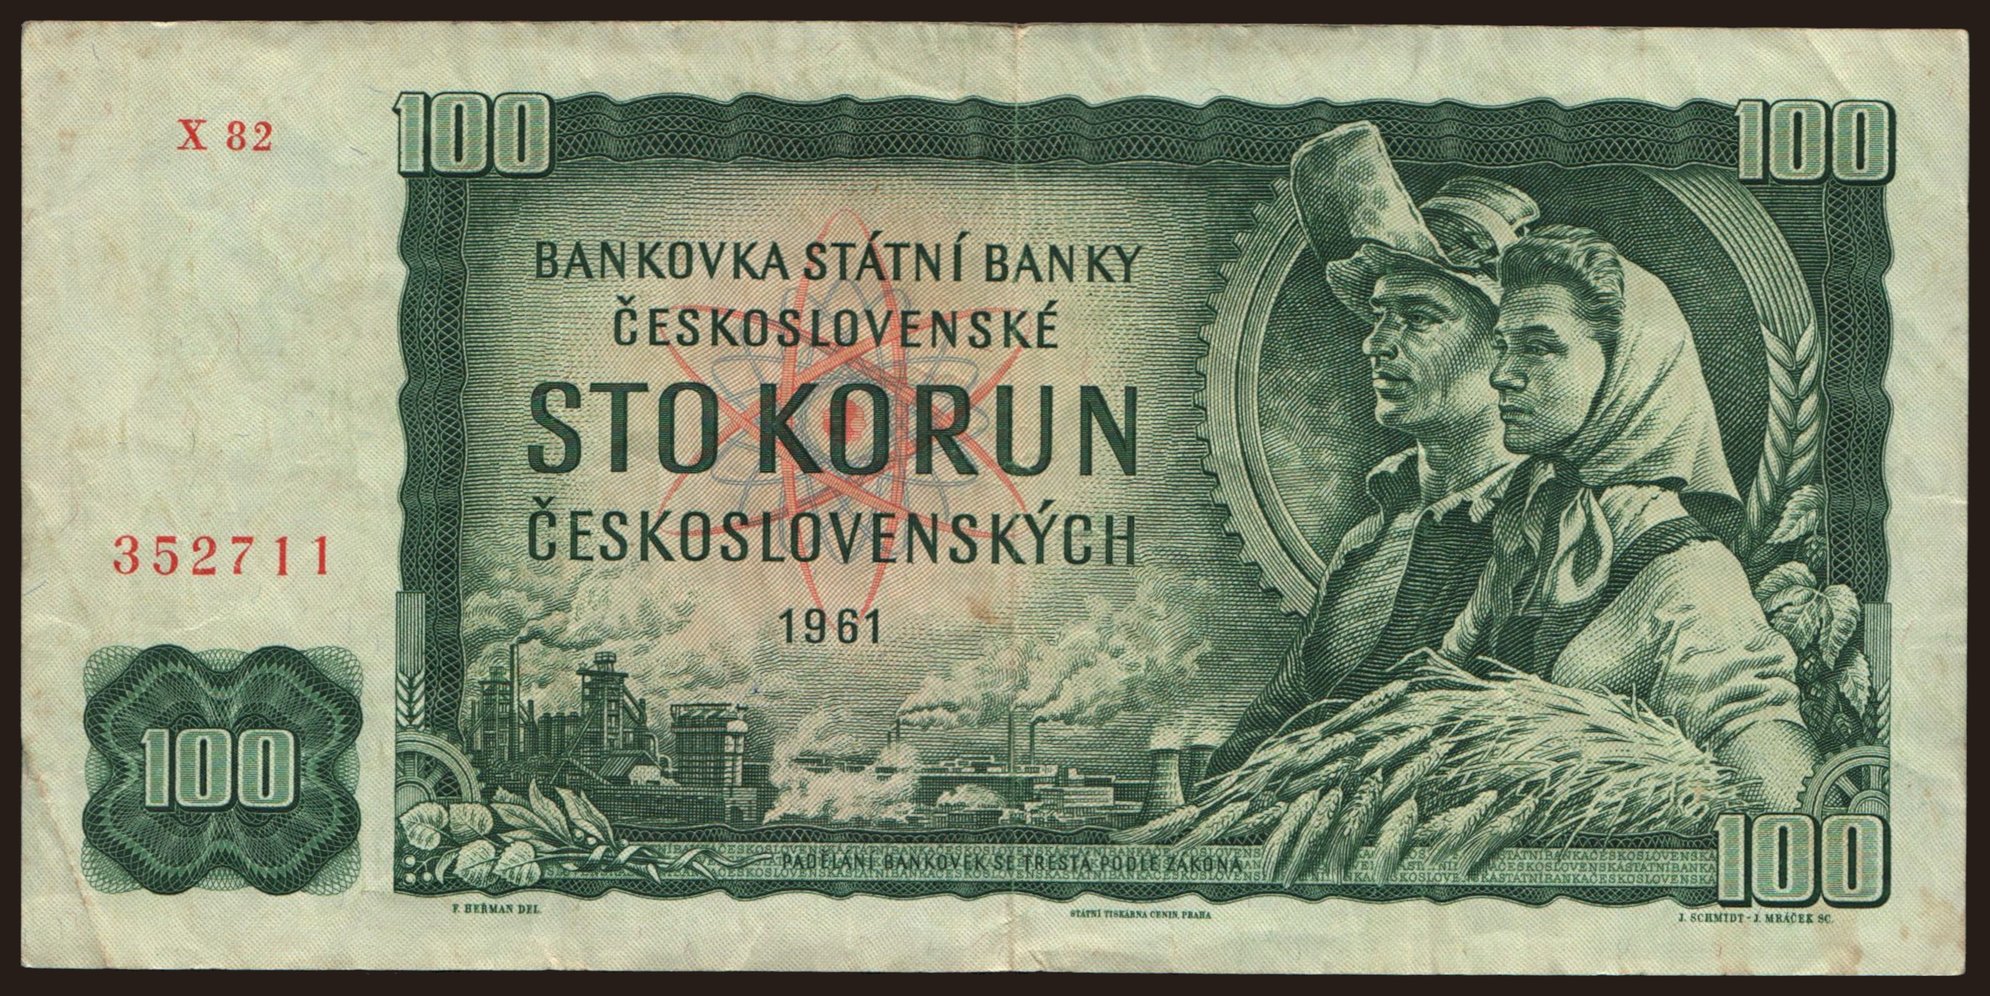 X 82
100
100
BANKOVKA STÁTNÍ BANKY
ČESKOSLOVENSKÉ
STO KORUN
ČESKOSLOVENSKÝCH
1961
352711
100
PADĚLÁNÍ BANKOVEK SE TRESTÁ PODLE ZÁKONA
100
F. HEŘMAN DEL.
STÁTNÍ TISKÁRNA CENIN, PRAHA
J. SCHMIDT - J. MRÁČEK SC.